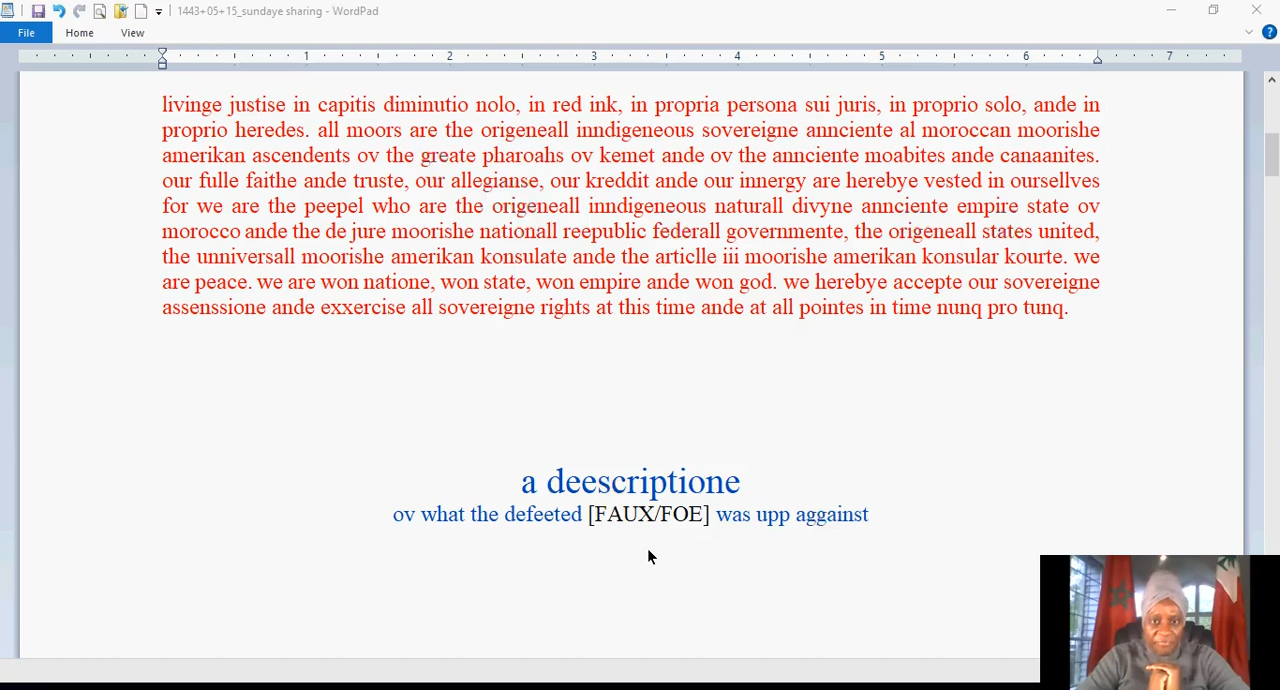 1443+05+15_sundaye sharing - WordPad
File Home View
1 2 3 4 5 6 7
livinge justise in capitis diminutio nolo, in red ink, in propria persona sui juris, in proprio solo, ande in
proprio heredes. all moors are the origeneall inndigeneous sovereigne annciente al moroccan moorishe
amerikan ascendents ov the greate pharoahs ov kemet ande ov the annciente moabites ande canaanites.
our fulle faithe ande truste, our allegianse, our kreddit ande our innergy are herebye vested in oursellves
for we are the peepel who are the origeneall inndigeneous naturall divyne annciente empire state ov
morocco ande the de jure moorishe nationall reepublic federall governmente, the origeneall states united,
the unniversall moorishe amerikan konsulate ande the articlle iii moorishe amerikan konsular kourte. we
are peace. we are won natione, won state, won empire ande won god. we herebye accepte our sovereigne
assenssione ande exxercise all sovereigne rights at this time ande at all pointes in time nunq pro tunq.
a deescriptione
ov what the defeeted [FAUX/FOE] was upp aggainst